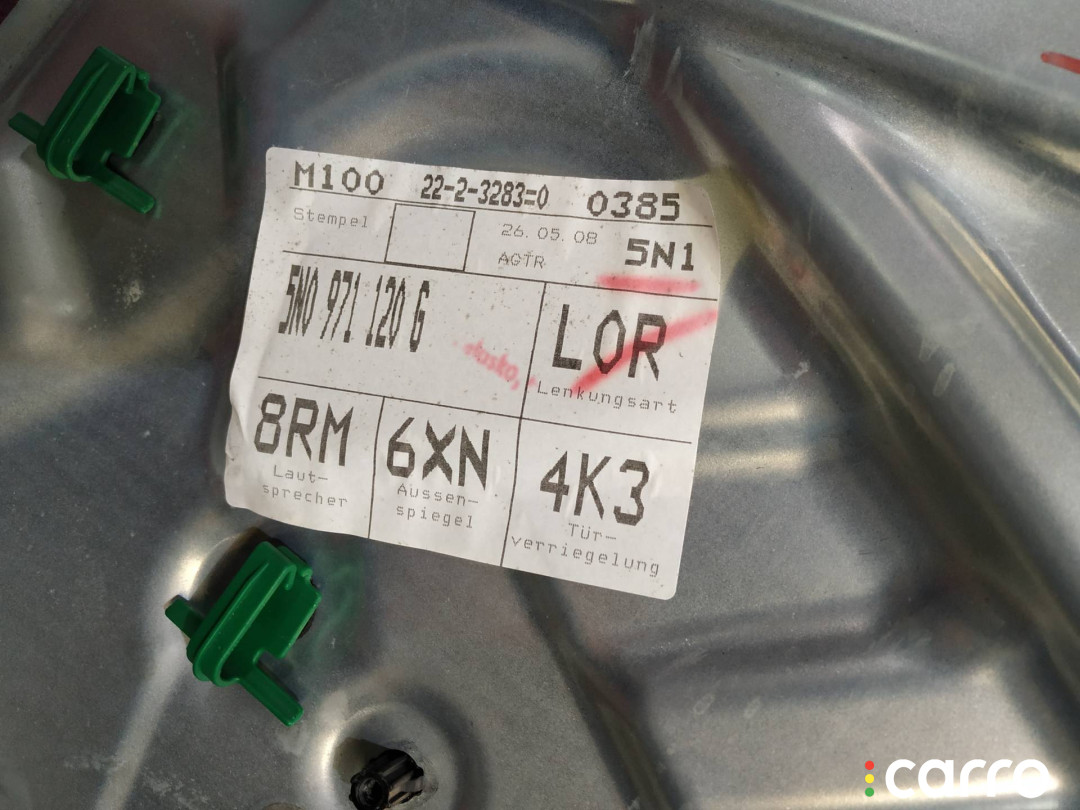 M100 22-2-3283=0 0385
Stempel 26.05.08 5N1
AGTR
5N0 971 120 G
LOR
Lenkungsart
8RM 6XN 4K3
Laut-
sprecher
Aussen-
spiegel
Tür-
verriegelung
carro